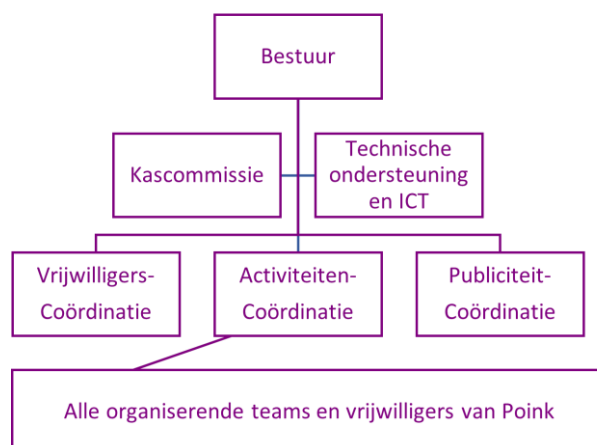 Bestuur
Kascommissie
Technische
ondersteuning
en ICT
Vrijwilligers-
Coördinatie
Activiteiten-
Coördinatie
Publiciteit-
Coördinatie
Alle organiserende teams en vrijwilligers van Poink